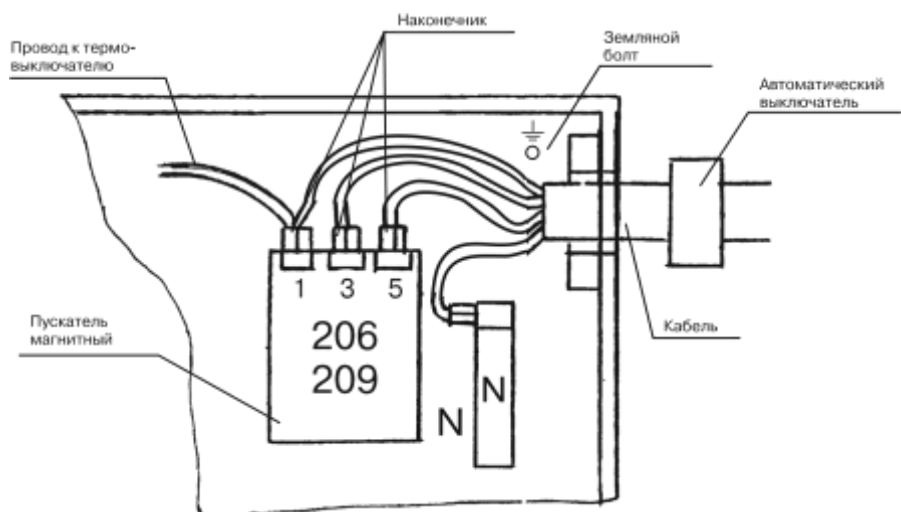 Наконечник
Провод к термо-
выключателю
Земляной
болт
Автоматический
выключатель
1 3 5
Пускатель
магнитный
206
209
N
N
Кабель